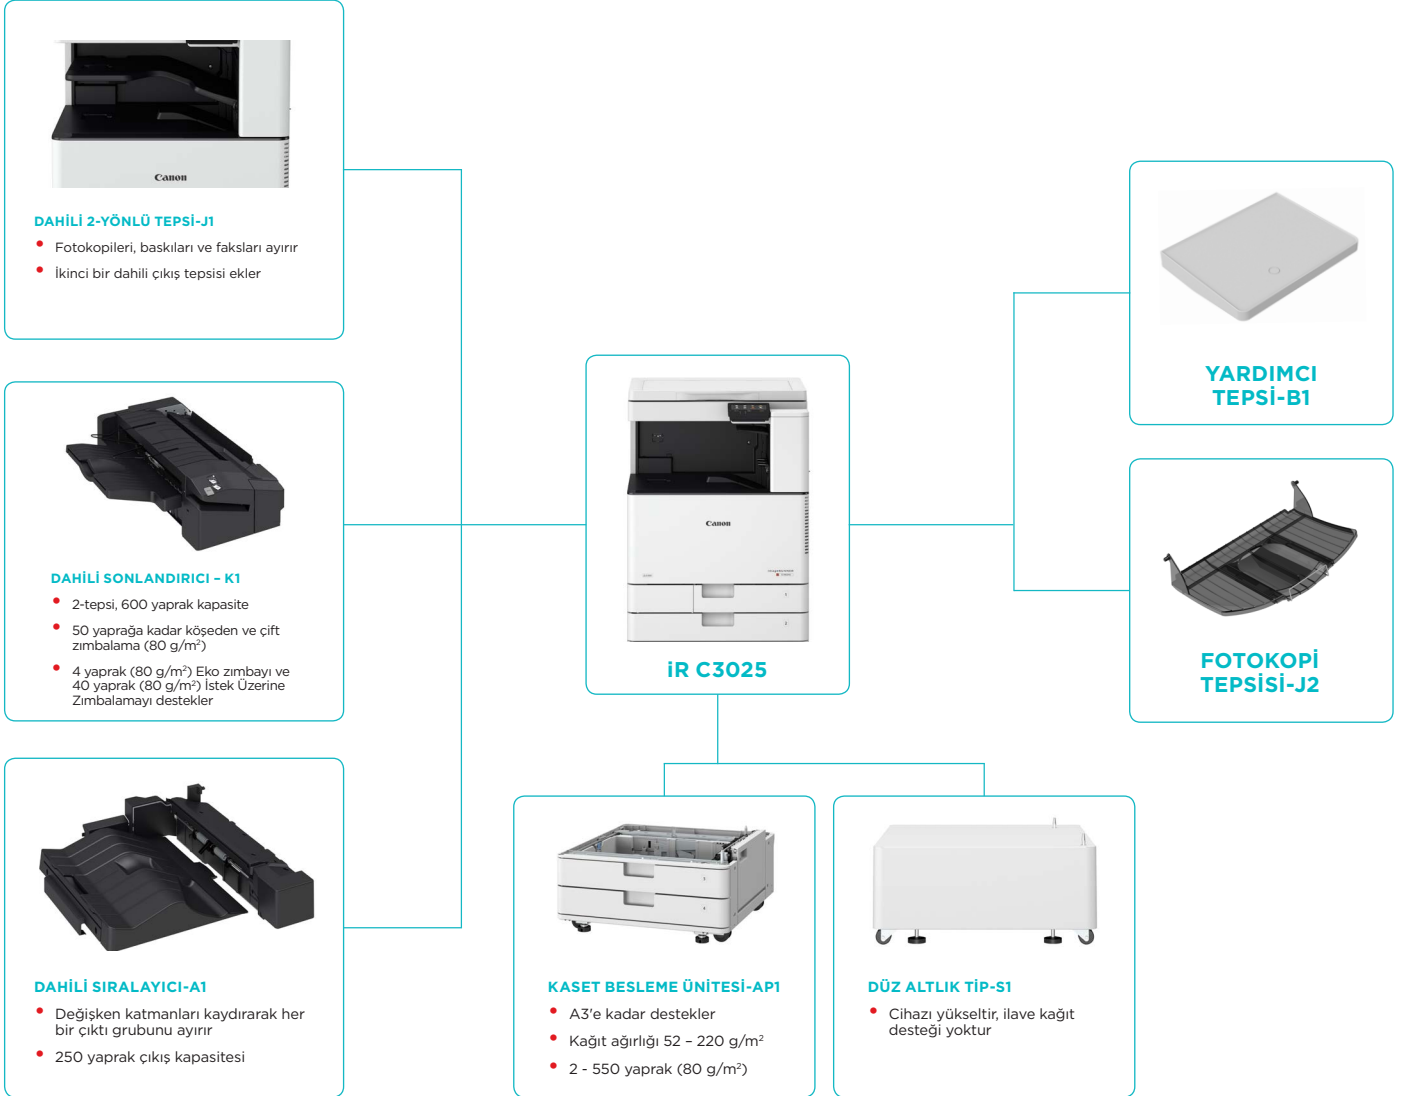 Canon
DAHİLİ 2-YÖNLÜ TEPSİ-J1
• Fotokopileri, baskıları ve faksları ayırır
• İkinci bir dahili çıkış tepsisi ekler
DAHİLİ SONLANDIRICI – K1
• 2-tepsi, 600 yaprak kapasite
• 50 yaprağa kadar köşeden ve çift
zımbalama (80 g/m²)
• 4 yaprak (80 g/m²) Eko zımbayı ve
40 yaprak (80 g/m²) İstek Üzerine
Zımbalamayı destekler
DAHİLİ SIRALAYICI-A1
• Değişken katmanları kaydırarak her
bir çıktı grubunu ayırır
• 250 yaprak çıkış kapasitesi
Canon
1
2
iR C3025
KASET BESLEME ÜNİTESİ-AP1
• A3'e kadar destekler
• Kağıt ağırlığı 52 – 220 g/m²
• 2 - 550 yaprak (80 g/m²)
DÜZ ALTLIK TİP-S1
• Cihazı yükseltir, ilave kağıt
desteği yoktur
YARDIMCI
TEPSİ-B1
FOTOKOPİ
TEPSİSİ-J2